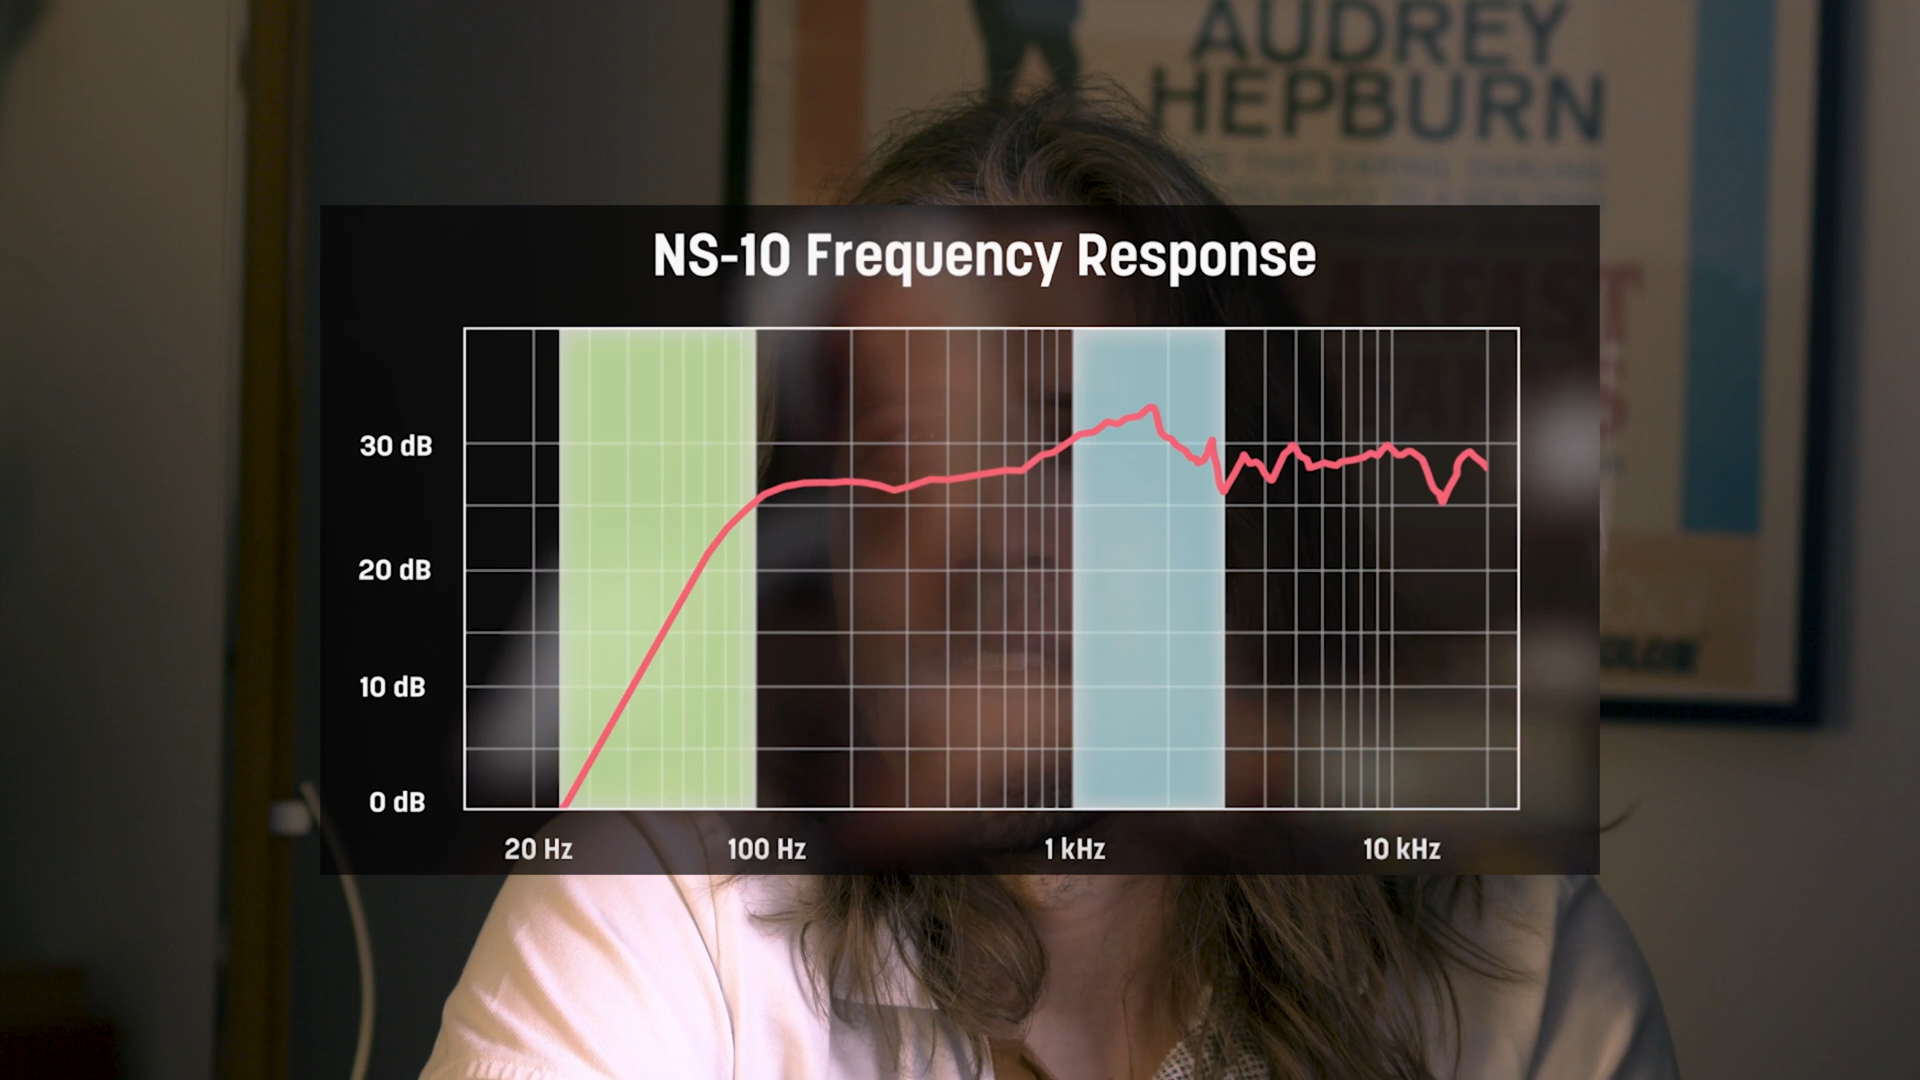 AUDREY
HEPBURN
NS-10 Frequency Response
30 dB
20 dB
10 dB
0 dB
20 Hz
100 Hz
1 kHz
10 kHz